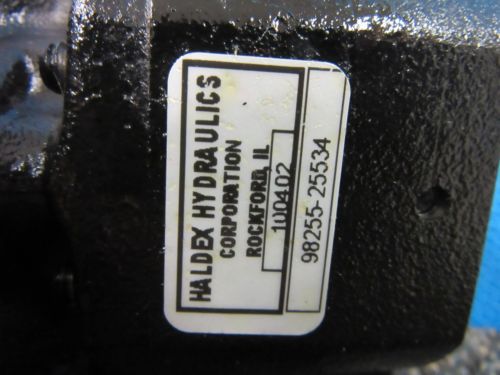 HALDEX HYDRAULICS
CORPORATION
ROCKFORD, IL
100402
98255-25534